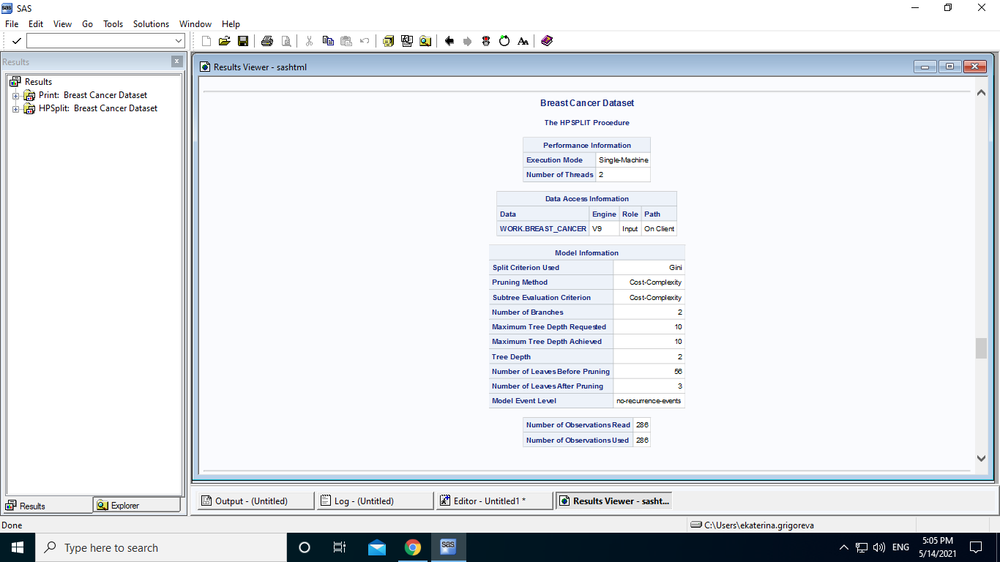 SAS
File Edit View Go Tools Solutions Window Help
Results
Results
Print: Breast Cancer Dataset
HPSplit: Breast Cancer Dataset
Results Explorer
Results Viewer - sashtml
Breast Cancer Dataset
The HPSPLIT Procedure
Performance Information
Execution Mode Single-Machine
Number of Threads 2
Data Access Information
Data Engine Role Path
WORK.BREAST_CANCER V9 Input On Client
Model Information
Split Criterion Used Gini
Pruning Method Cost-Complexity
Subtree Evaluation Criterion Cost-Complexity
Number of Branches 2
Maximum Tree Depth Requested 10
Maximum Tree Depth Achieved 10
Tree Depth 2
Number of Leaves Before Pruning 56
Number of Leaves After Pruning 3
Model Event Level no-recurrence-events
Number of Observations Read 286
Number of Observations Used 286
Output - (Untitled) Log - (Untitled) Editor - Untitled1 * Results Viewer - sasht...
Done C:\Users\ekaterina.grigoreva
Type here to search
sas
ENG
5:05 PM
5/14/2021